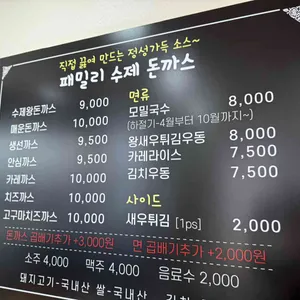 직접 끓여 만드는 정성가득 소스~
패밀리 수제 돈까스
수제왕돈까스 9,000
매운돈까스 10,000
생선까스 9,500
안심까스 9,500
카레까스 10,000
치즈까스 10,000
고구마치즈까스 10,000
면류
모밀국수 8,000
(하절기-4월부터 10월까지~)
왕새우튀김우동 8,000
카레라이스 7,500
김치우동 7,500
사이드
새우튀김 [1ps] 2,000
돈까스 곱배기추가 +3,000원 면 곱배기추가 +2,000원
소주 4,000 맥주 4,000 음료수 2,000
돼지고기-국내산 쌀-국내산